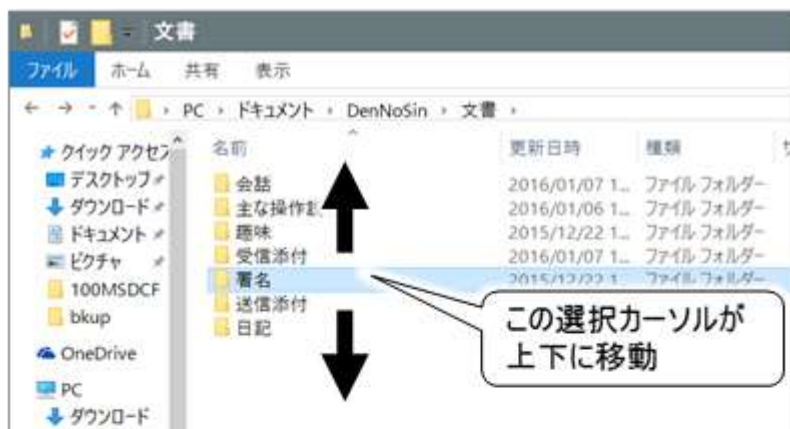 文書
ファイル ホーム 共有 表示
PC › ドキュメント › DenNoSin › 文書 ›
クイック アクセ
名前 更新日時 種類 サ
デスクトップ
ダウンロード
ドキュメント
ピクチャ
100MSDCF
bkup
OneDrive
PC
ダウンロード
会話 2016/01/07 1... ファイル フォルダー
主な操作 2016/01/06 1... ファイル フォルダー
趣味 2015/12/22 1... ファイル フォルダー
受信添付 2016/01/07 1... ファイル フォルダー
署名 2015/12/22 1 ファイル フォルダー
送信添付
日記
この選択カーソルが
上下に移動